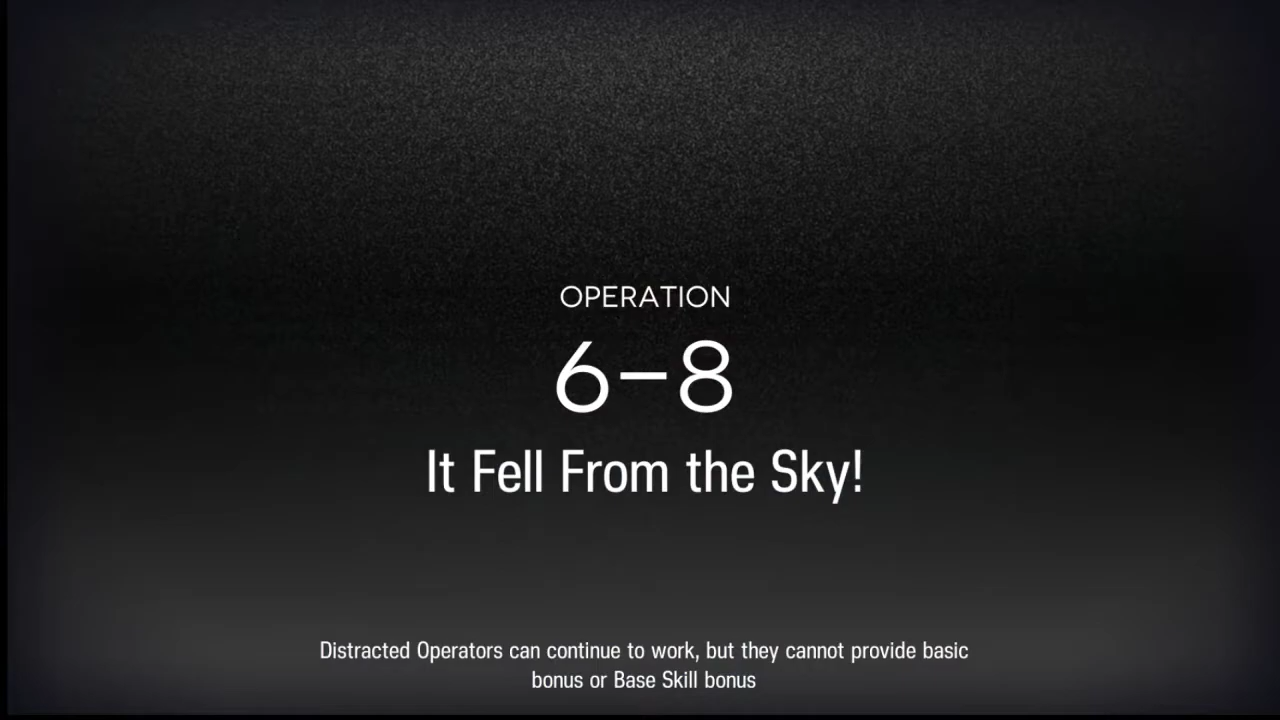 OPERATION
6-8
It Fell From the Sky!
Distracted Operators can continue to work, but they cannot provide basic
bonus or Base Skill bonus